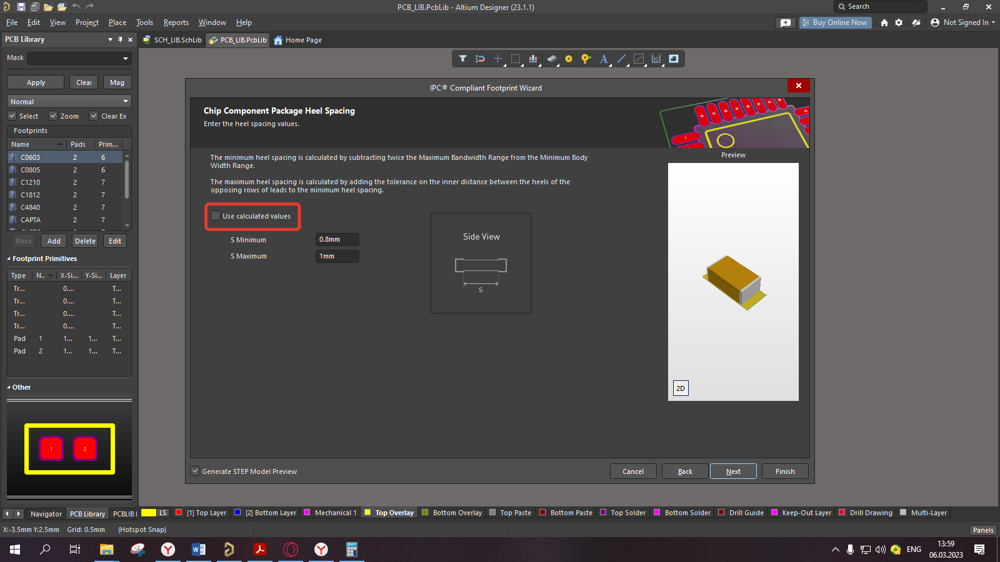 PCB_LIB.PcbLib - Altium Designer (23.1.1)
Search
File Edit View Project Place Tools Reports Window Help
Buy Online Now
Not Signed In
PCB Library
SCH_LIB.SchLib
PCB_LIB.PcbLib
Home Page
Mask
Apply Clear Mag
Normal
Select Zoom Clear Ex
Footprints
Name Pads Prim...
C0603 2 6
C0805 2 6
C1210 2 7
C1812 2 7
C4840 2 7
CAPTA 2 7
Place Add Delete Edit
Footprint Primitives
Type N.. X-Si... Y-Si... Layer
Tr... 0.... T...
Tr... 0.... T...
Tr... 0.... T...
Tr... 0.... T...
Pad 1 1... 1... T...
Pad 2 1... 1... T...
Other
1 2
IPC® Compliant Footprint Wizard
Chip Component Package Heel Spacing
Enter the heel spacing values.
The minimum heel spacing is calculated by subtracting twice the Maximum Bandwidth Range from the Minimum Body
Width Range.
The maximum heel spacing is calculated by adding the tolerance on the inner distance between the heels of the
opposing rows of leads to the minimum heel spacing.
Use calculated values
S Minimum 0.8mm
S Maximum 1mm
Side View
S
Preview
2D
Generate STEP Model Preview
Cancel Back Next Finish
Navigator PCB Library PCBLIB
LS [1] Top Layer [2] Bottom Layer Mechanical 1 Top Overlay Bottom Overlay Top Paste Bottom Paste Top Solder Bottom Solder Drill Guide Keep-Out Layer Drill Drawing Multi-Layer
X:-3.5mm Y:2.5mm Grid: 0.5mm (Hotspot Snap)
Panels
ENG
13:59
06.03.2023